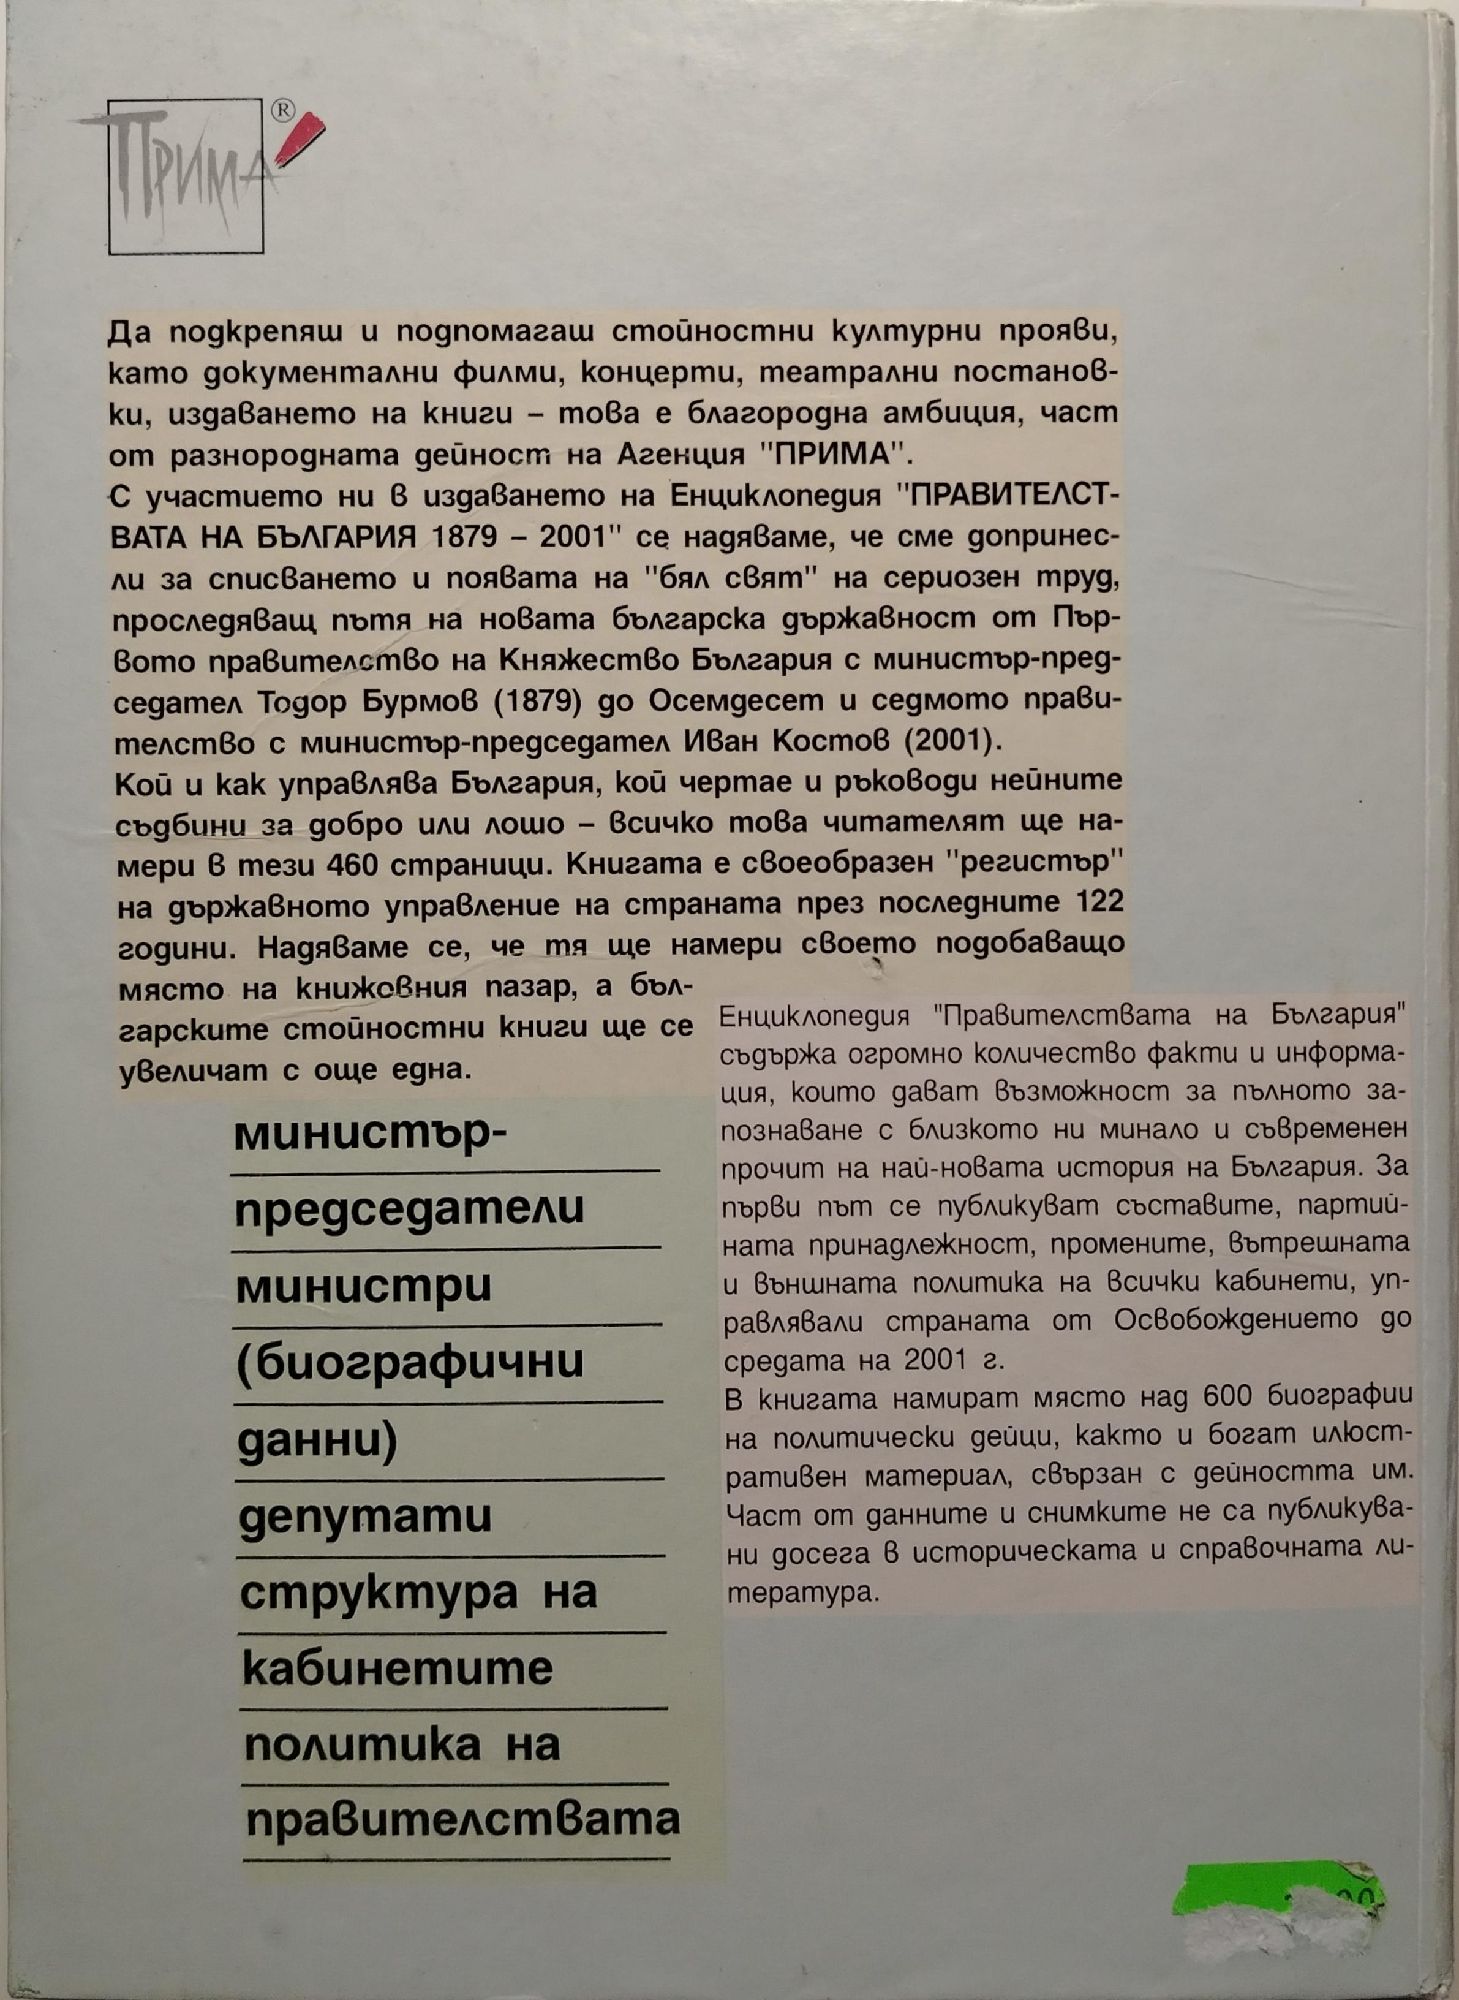 ПРИМА ®
Да подкрепяш и подпомагаш стойностни културни прояви,
като документални филми, концерти, театрални постанов-
ки, издаването на книги – това е благородна амбиция, част
от разнородната дейност на Агенция "ПРИМА".
С участието ни в издаването на Енциклопедия "ПРАВИТЕЛСТ-
ВАТА НА БЪЛГАРИЯ 1879 – 2001" се надяваме, че сме допринес-
ли за списването и появата на "бял свят" на сериозен труд,
проследяващ пътя на новата българска държавност от Пър-
вото правителство на Княжество България с министър-пред-
седател Тодор Бурмов (1879) до Осемдесет и седмото прави-
телство с министър-председател Иван Костов (2001).
Кой и как управлява България, кой чертае и ръководи нейните
съдбини за добро или лошо – всичко това читателят ще на-
мери в тези 460 страници. Книгата е своеобразен "регистър"
на държавното управление на страната през последните 122
години. Надяваме се, че тя ще намери своето подобаващо
място на книжовния пазар, а бъл-
гарските стойностни книги ще се
увеличат с още една.
Енциклопедия "Правителствата на България"
съдържа огромно количество факти и информа-
ция, които дават възможност за пълното за-
познаване с близкото ни минало и съвременен
прочит на най-новата история на България. За
първи път се публикуват съставите, партий-
ната принадлежност, промените, вътрешната
и външната политика на всички кабинети, уп-
равлявали страната от Освобождението до
средата на 2001 г.
В книгата намират място над 600 биографии
на политически дейци, както и богат илюст-
ративен материал, свързан с дейността им.
Част от данните и снимките не са публикува-
ни досега в историческата и справочната ли-
тература.
министър-
председатели
министри
(биографични
данни)
депутати
структура на
кабинетите
политика на
правителствата